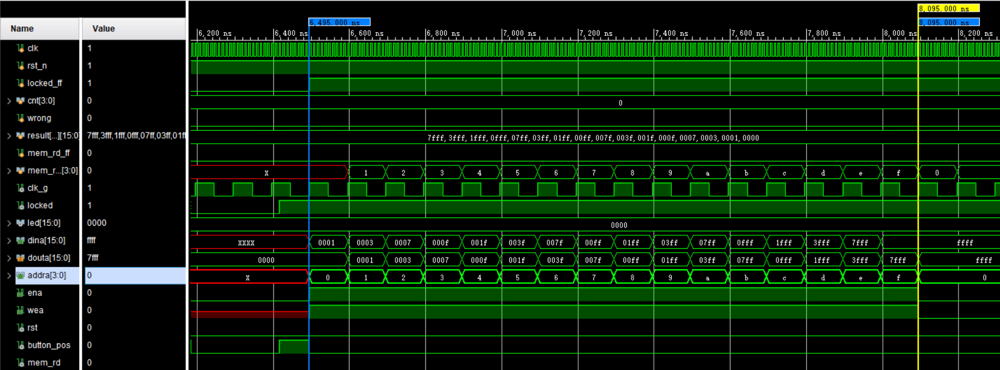 8,095.000 ns
6,495.000 ns 8,095.000 ns
Name Value
6,200 ns 6,400 ns 6,600 ns 6,800 ns 7,000 ns 7,200 ns 7,400 ns 7,600 ns 7,800 ns 8,000 ns 8,200 ns
clk 1
rst_n 1
locked_ff 1
cnt[3:0] 0 0
wrong 0
result[...][15:0] 7fff,3fff,1fff,0fff,07ff,03ff,01ff 7fff, 3fff, 1fff, 0fff, 07ff, 03ff, 01ff, 00ff, 007f, 003f, 001f, 000f, 0007, 0003, 0001, 0000
mem_rd_ff 0
mem_r...[3:0] 0 X 1 2 3 4 5 6 7 8 9 a b c d e f 0
clk_g 1
locked 1
led[15:0] 0000 0000
dina[15:0] ffff XXXX 0001 0003 0007 000f 001f 003f 007f 00ff 01ff 03ff 07ff 0fff 1fff 3fff 7fff ffff
douta[15:0] 7fff 0000 0001 0003 0007 000f 001f 003f 007f 00ff 01ff 03ff 07ff 0fff 1fff 3fff 7fff ffff
addra[3:0] 0 X 0 1 2 3 4 5 6 7 8 9 a b c d e f 0
ena 0
wea 0
rst 0
button_pos 0
mem_rd 0